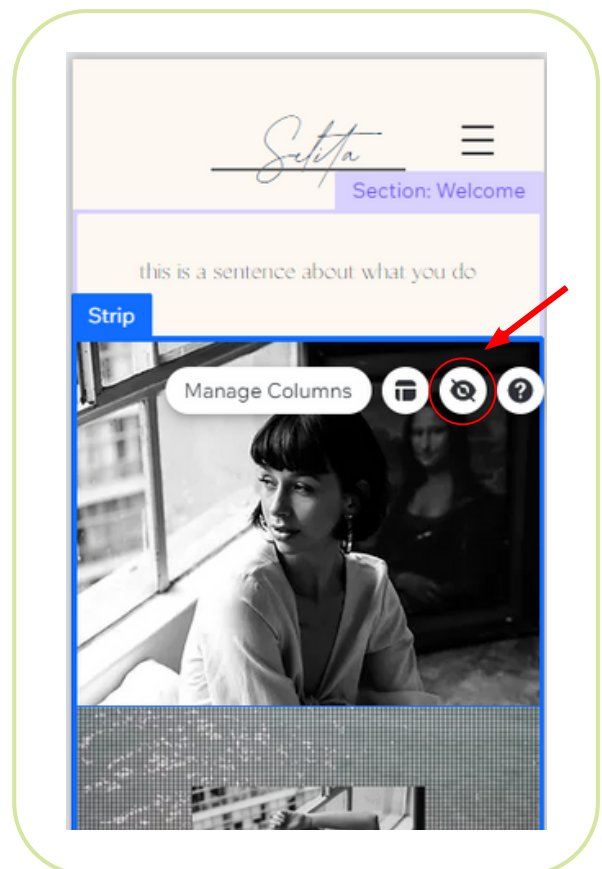 Selita
Section: Welcome
this is a sentence about what you do
Strip
Manage Columns
?